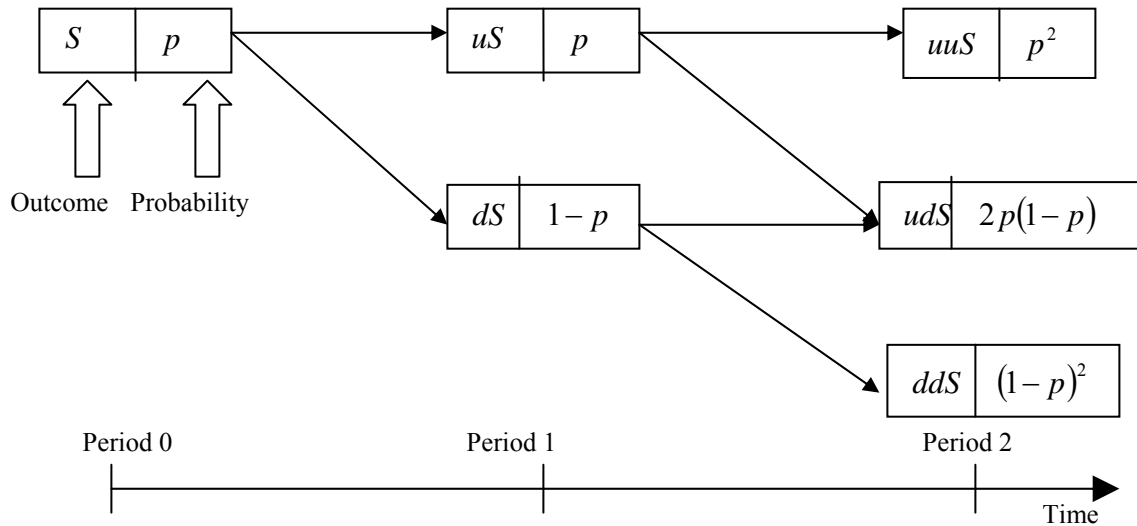 S p uS p uuS p²
Outcome Probability
dS 1− p udS 2p(1− p)
ddS (1− p)²
Period 0 Period 1 Period 2
Time